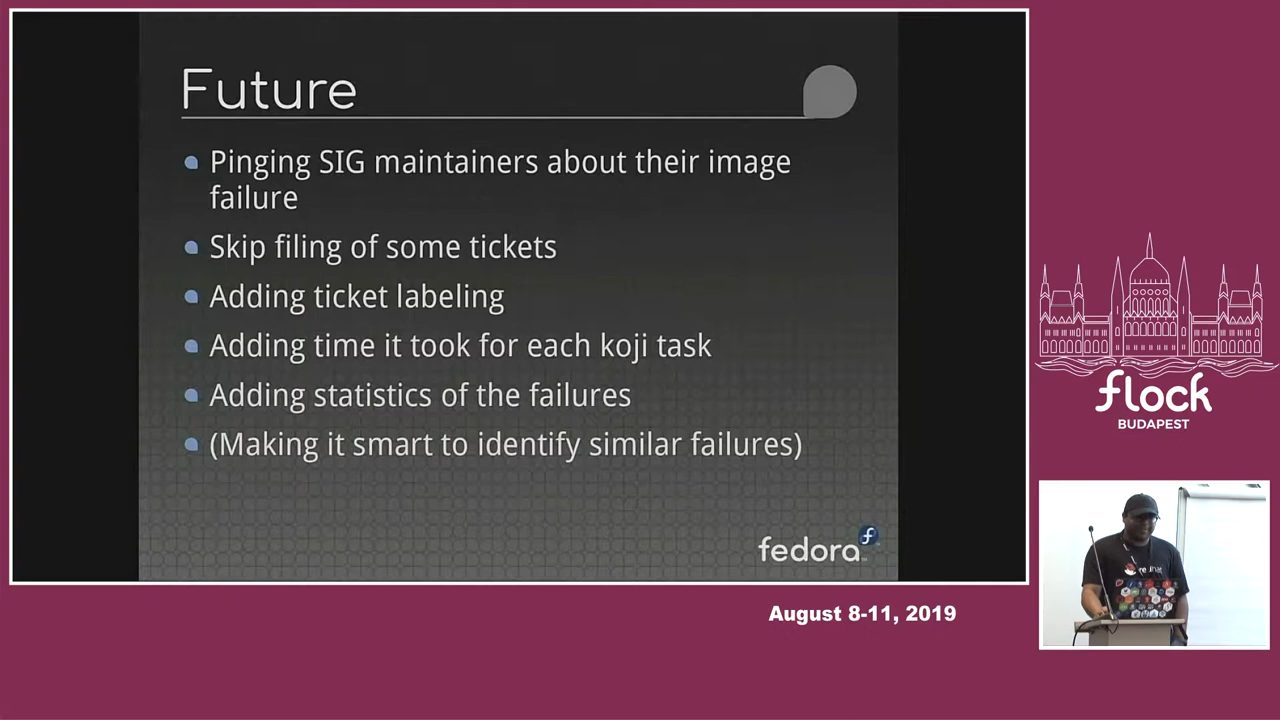 Future
Pinging SIG maintainers about their image
failure
Skip filing of some tickets
Adding ticket labeling
Adding time it took for each koji task
Adding statistics of the failures
(Making it smart to identify similar failures)
fedora
flock
BUDAPEST
August 8-11, 2019